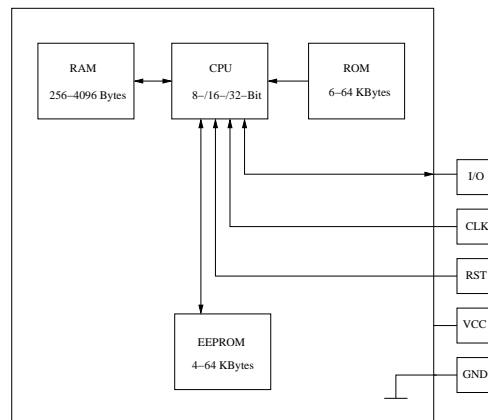 RAM
256–4096 Bytes
CPU
8–/16–/32–Bit
ROM
6–64 KBytes
I/O
CLK
RST
VCC
GND
EEPROM
4–64 KBytes